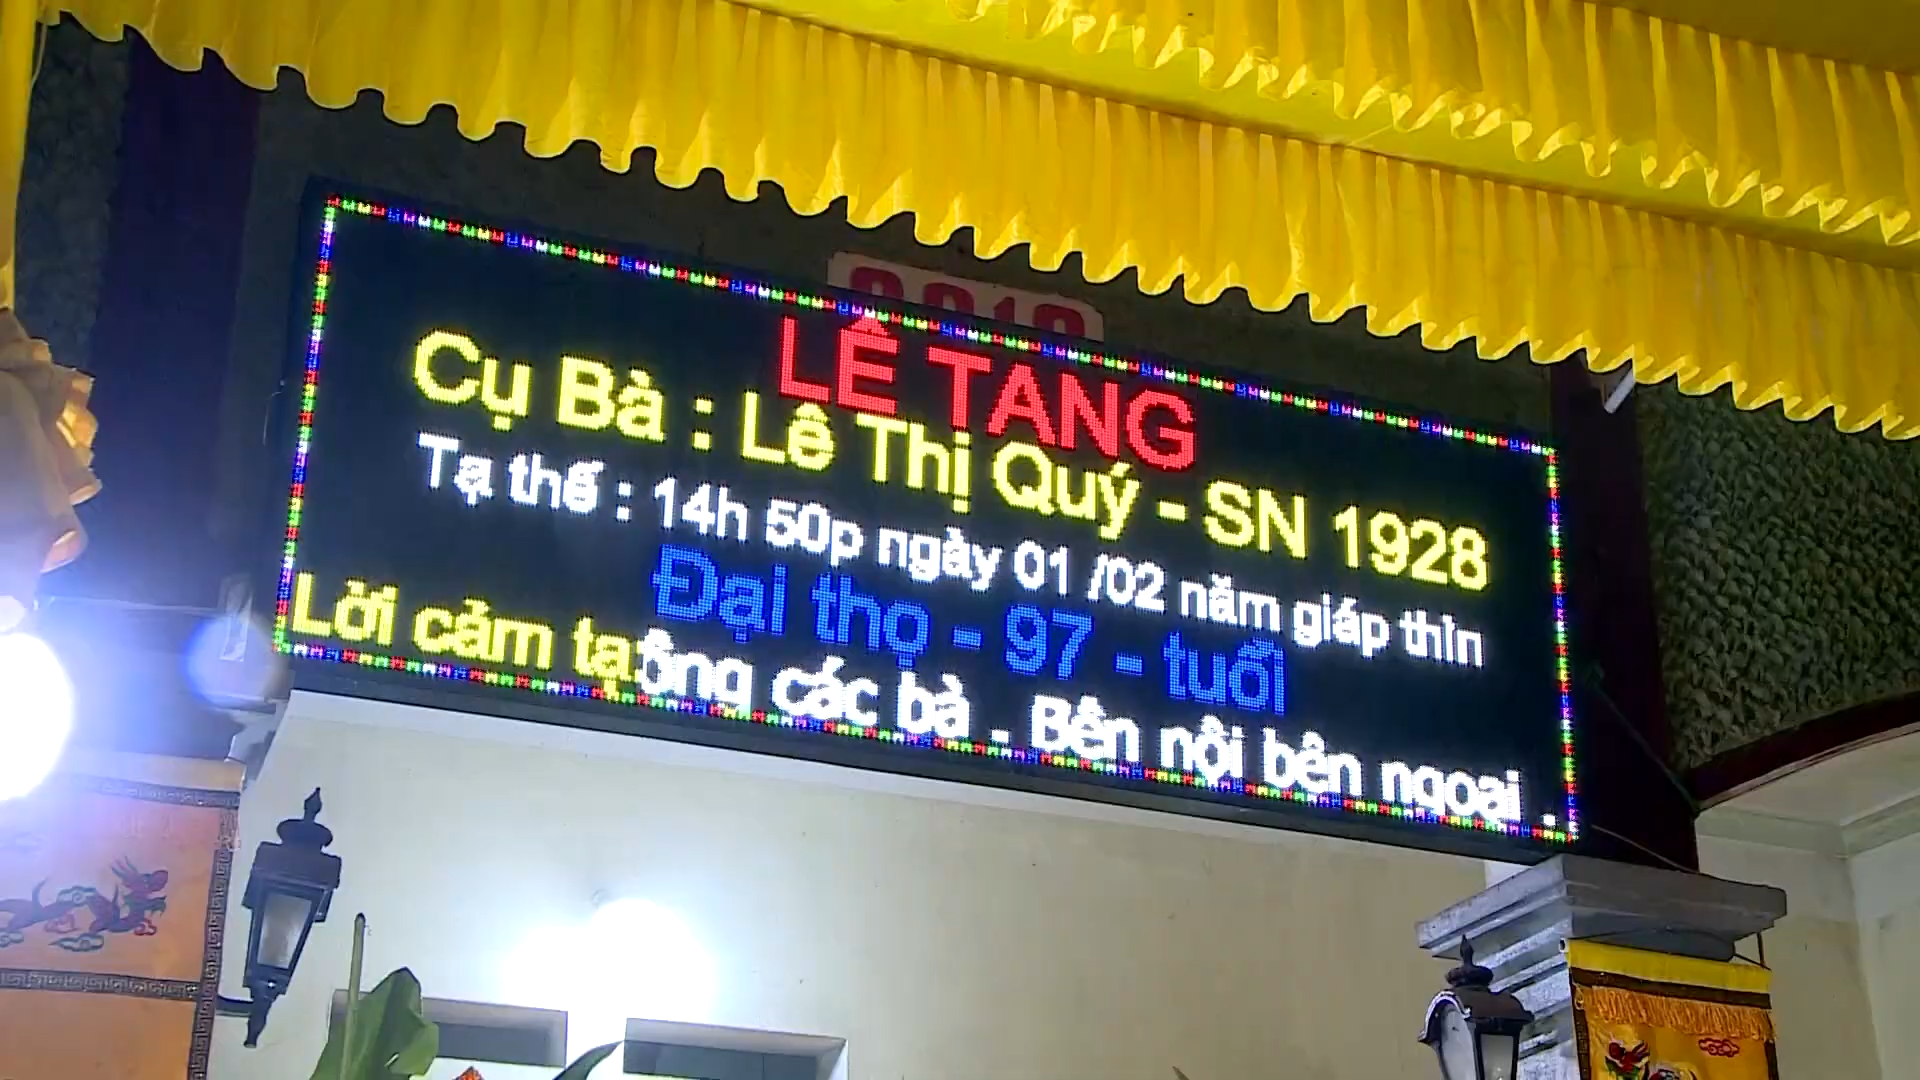 LÊ TANG
Cụ Bà : Lê Thị Quý - SN 1928
Tạ thế : 14h 50p ngày 01 /02 năm giáp thìn
Đại thọ - 97 - tuổi
Lời cảm tạ ông các bà . Bên nội bên ngoại .